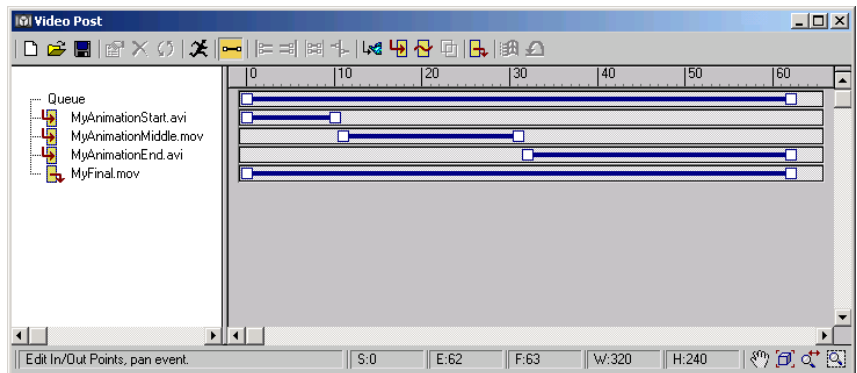 Video Post
0 10 20 30 40 50 60
Queue
MyAnimationStart.avi
MyAnimationMiddle.mov
MyAnimationEnd.avi
MyFinal.mov
Edit In/Out Points, pan event. S:0 E:62 F:63 W:320 H:240